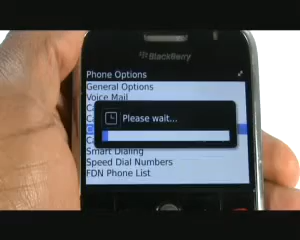 BlackBerry
Phone Options
General Options
Voice Mail
Please wait...
Smart Dialing
Speed Dial Numbers
FDN Phone List